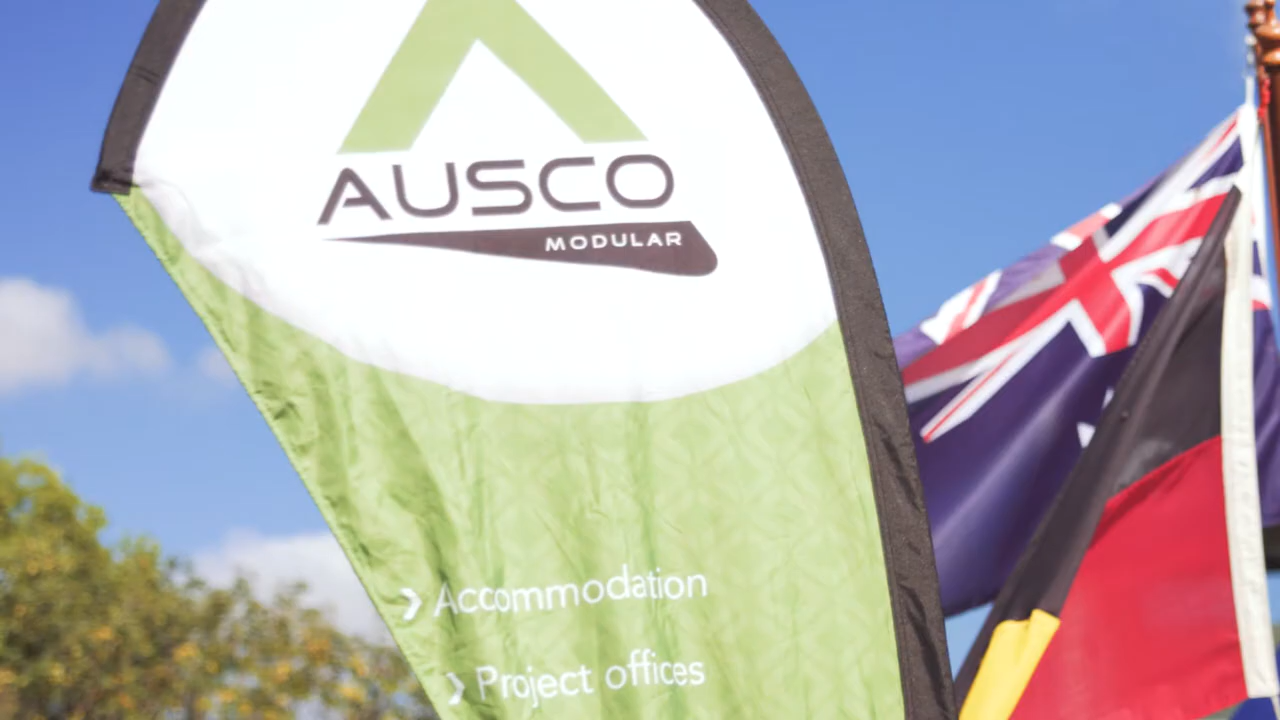 AUSCO
MODULAR
› Accommodation
› Project offices